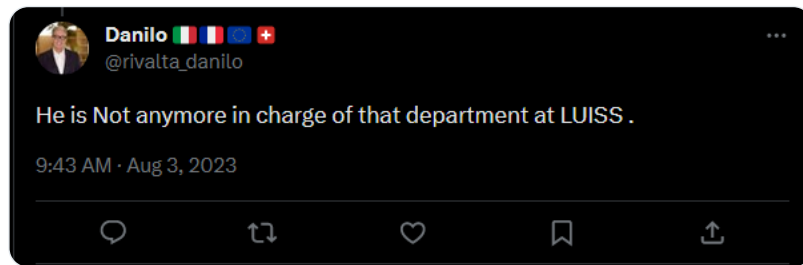 Danilo 🇮🇹🇫🇷🇪🇺🇨🇭
@rivalta_danilo
He is Not anymore in charge of that department at LUISS .
9:43 AM · Aug 3, 2023